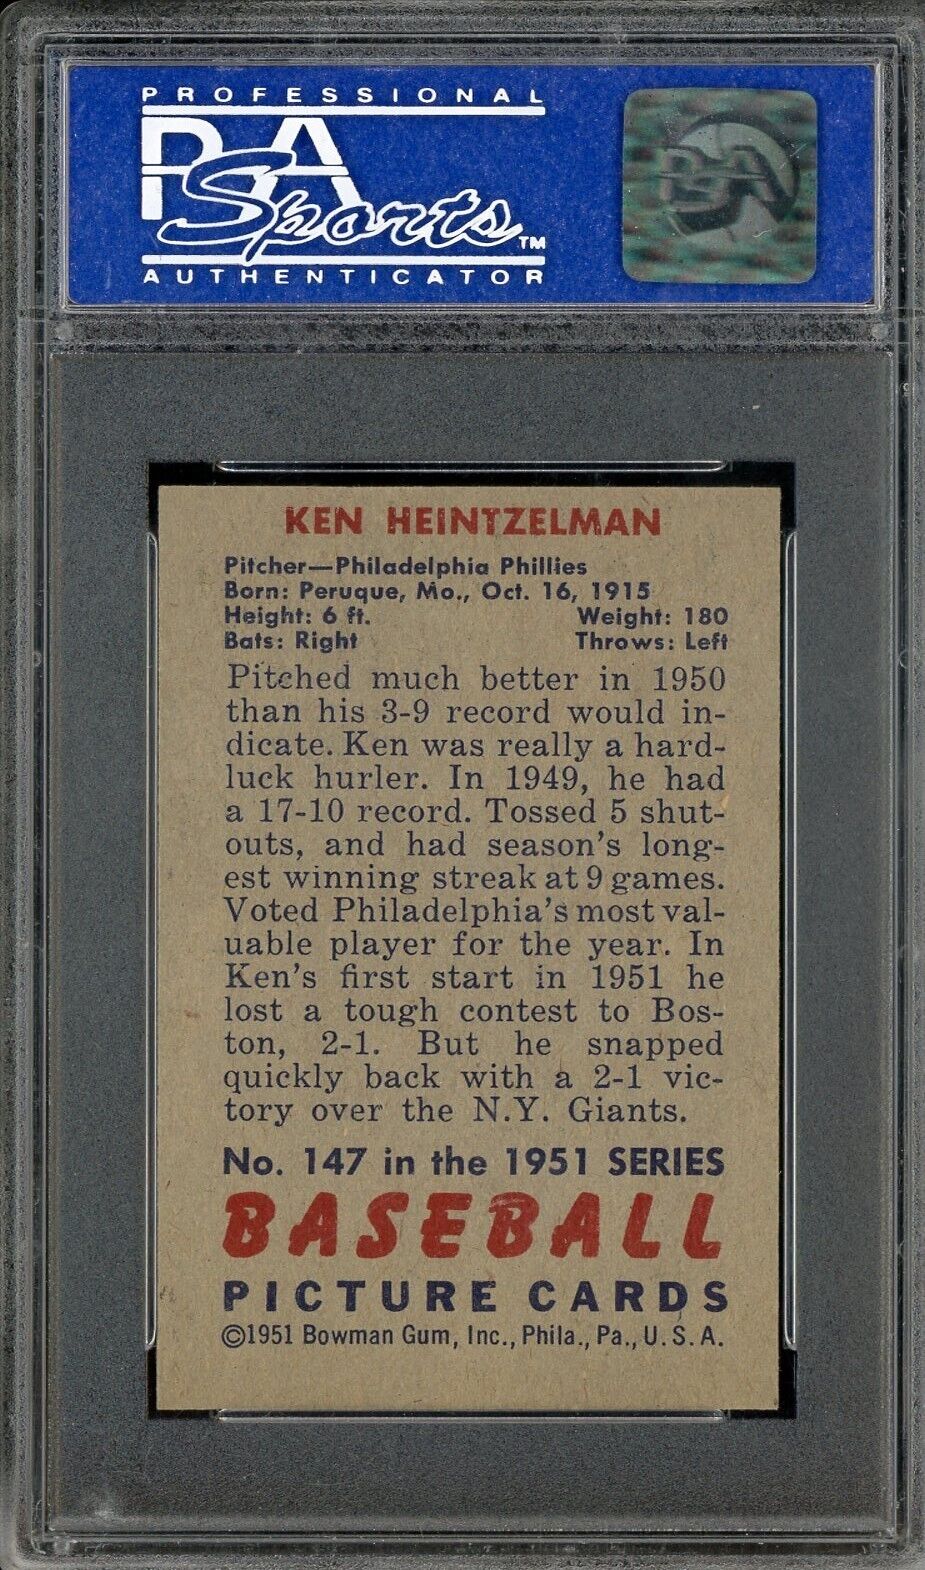 PROFESSIONAL
PSA
Sports™
AUTHENTICATOR
PSA
KEN HEINTZELMAN
Pitcher—Philadelphia Phillies
Born: Peruque, Mo., Oct. 16, 1915
Height: 6 ft. Weight: 180
Bats: Right Throws: Left
Pitched much better in 1950
than his 3-9 record would in-
dicate. Ken was really a hard-
luck hurler. In 1949, he had
a 17-10 record. Tossed 5 shut-
outs, and had season's long-
est winning streak at 9 games.
Voted Philadelphia's most val-
uable player for the year. In
Ken's first start in 1951 he
lost a tough contest to Bos-
ton, 2-1. But he snapped
quickly back with a 2-1 vic-
tory over the N.Y. Giants.
No. 147 in the 1951 SERIES
BASEBALL
PICTURE CARDS
©1951 Bowman Gum, Inc., Phila., Pa., U.S.A.